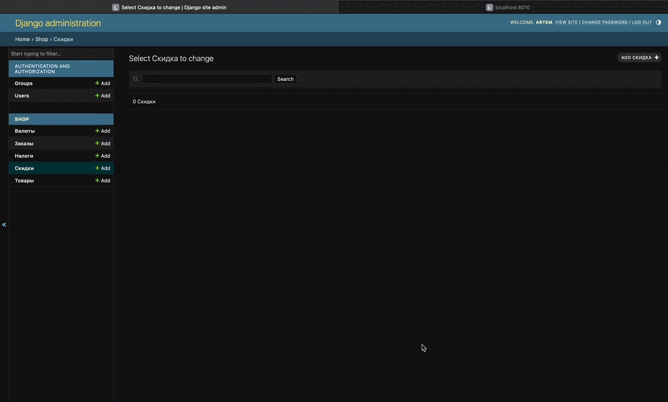 L Select Скидка to change | Django site admin
L localhost:8010
Django administration
WELCOME, ARTEM. VIEW SITE / CHANGE PASSWORD / LOG OUT
Home › Shop › Скидки
Start typing to filter...
AUTHENTICATION AND
AUTHORIZATION
Groups + Add
Users + Add
SHOP
Валюты + Add
Заказы + Add
Налоги + Add
Скидки + Add
Товары + Add
«
Select Скидка to change
ADD СКИДКА +
Search
0 Скидки